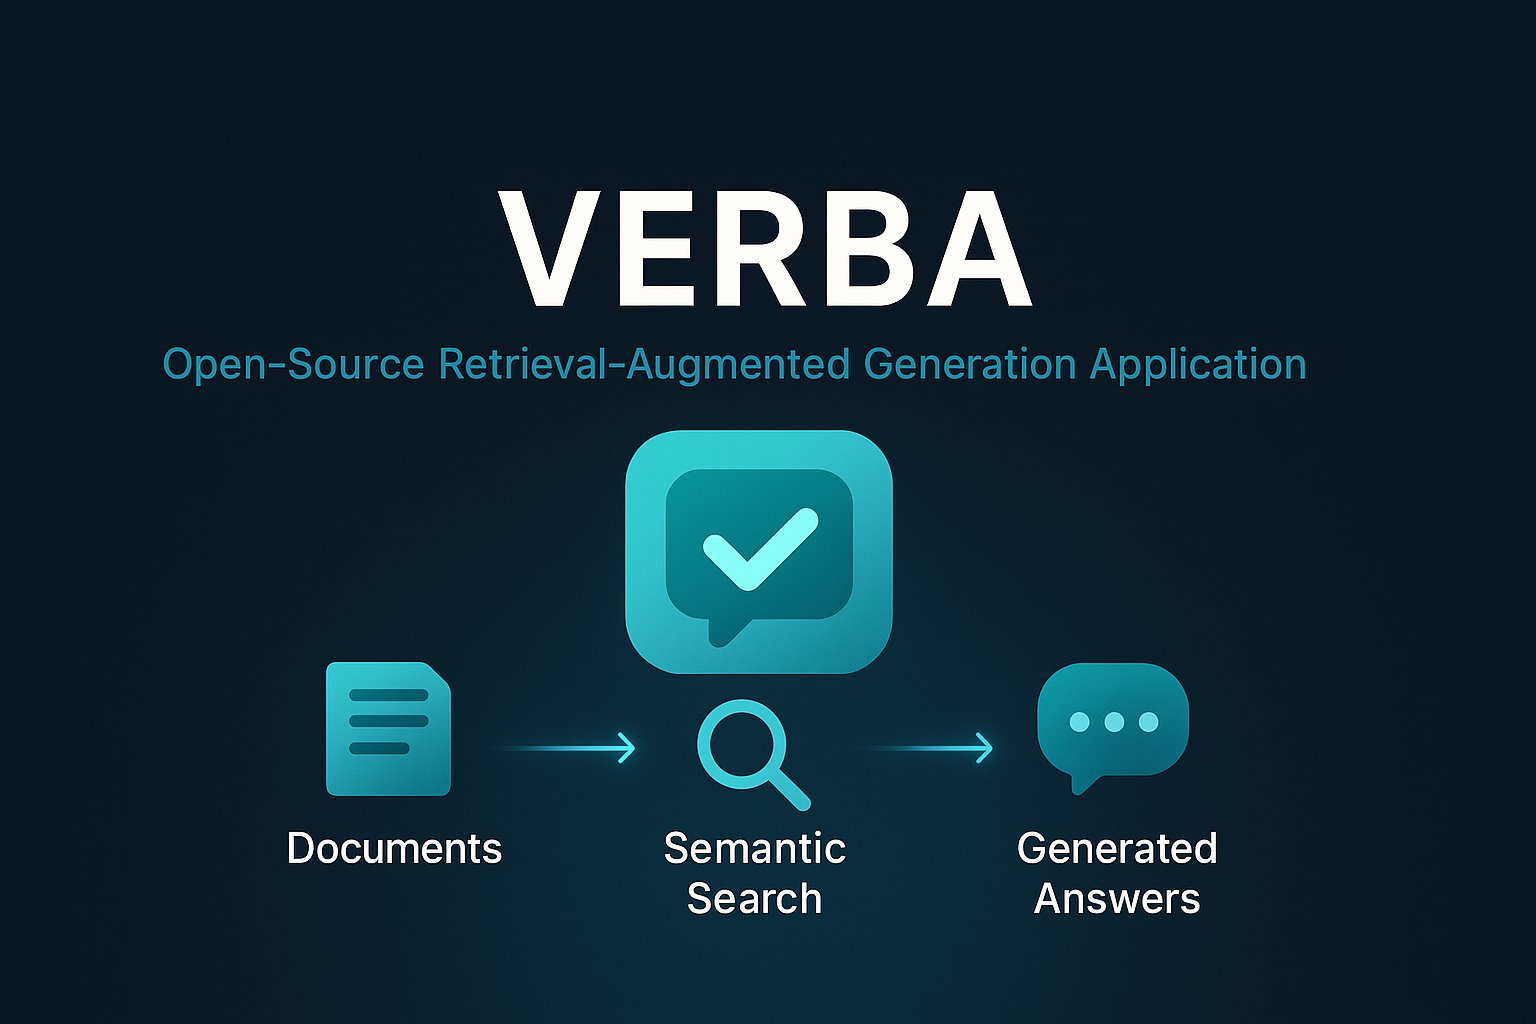 VERBA
Open-Source Retrieval-Augmented Generation Application
Documents
Semantic
Search
Generated
Answers